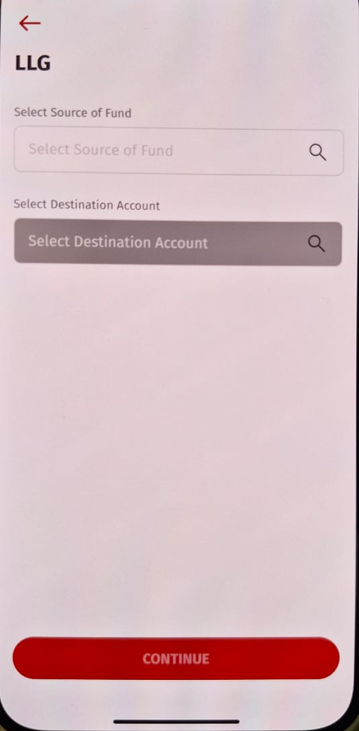 LLG
Select Source of Fund
Select Source of Fund
Select Destination Account
Select Destination Account
CONTINUE